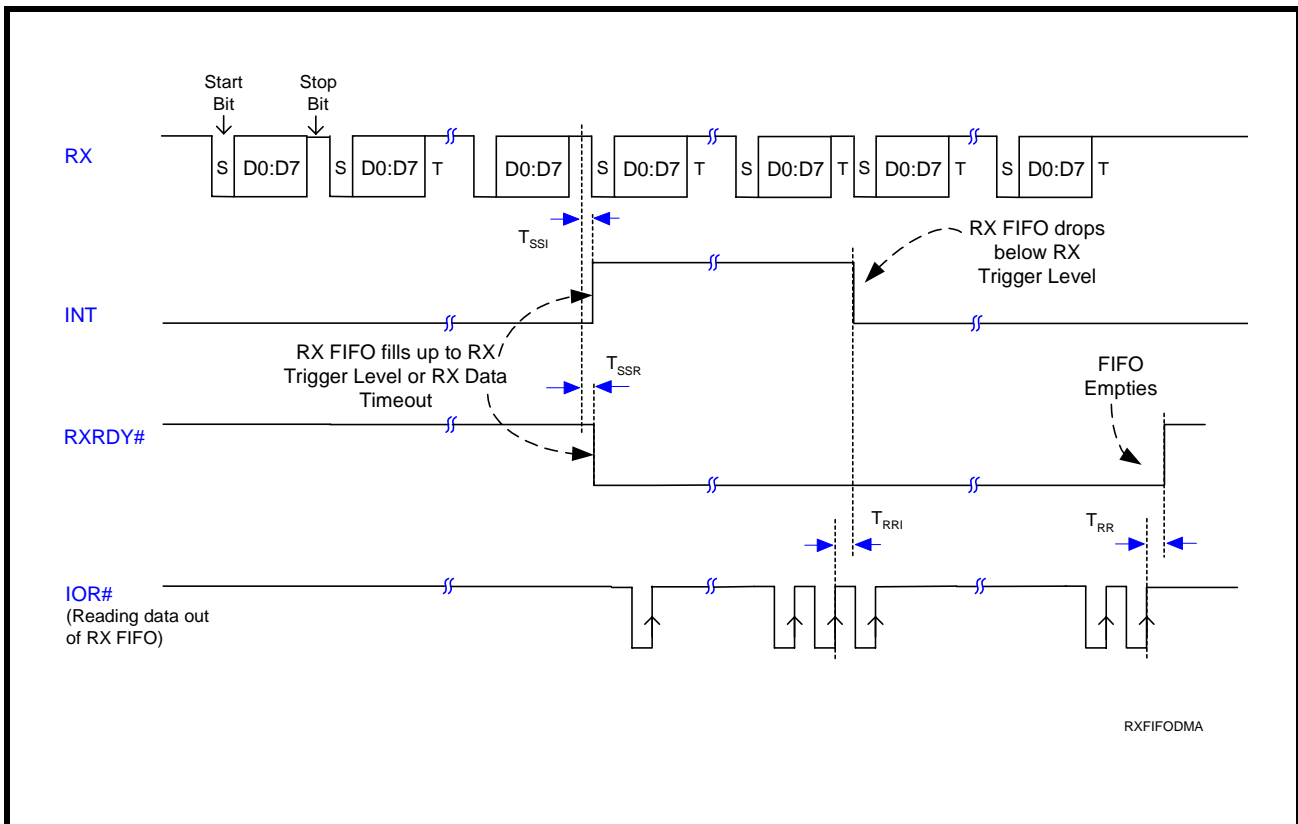 Start
Bit
Stop
Bit
RX
S
D0:D7
S
D0:D7
T
D0:D7
S
D0:D7
T
S
D0:D7
T
S
D0:D7
T
S
D0:D7
T
TSSI
RX FIFO drops
below RX
Trigger Level
INT
RX FIFO fills up to RX
Trigger Level or RX Data
Timeout
TSSR
FIFO
Empties
RXRDY#
TRRI
TRR
IOR#
(Reading data out
of RX FIFO)
RXFIFODMA